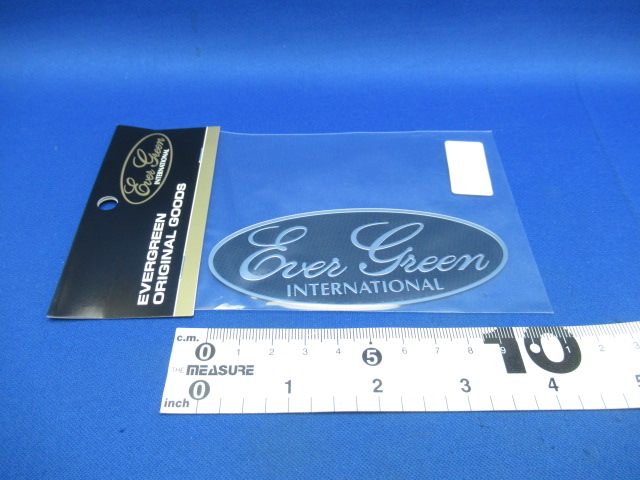 Ever Green
INTERNATIONAL
EVERGREEN
ORIGINAL GOODS
Ever Green
INTERNATIONAL
c.m. 0 1 2 3 4 5 6 7 8 9 10 1 2 3
THE MEASURE
inch 0 1 2 3 4 5